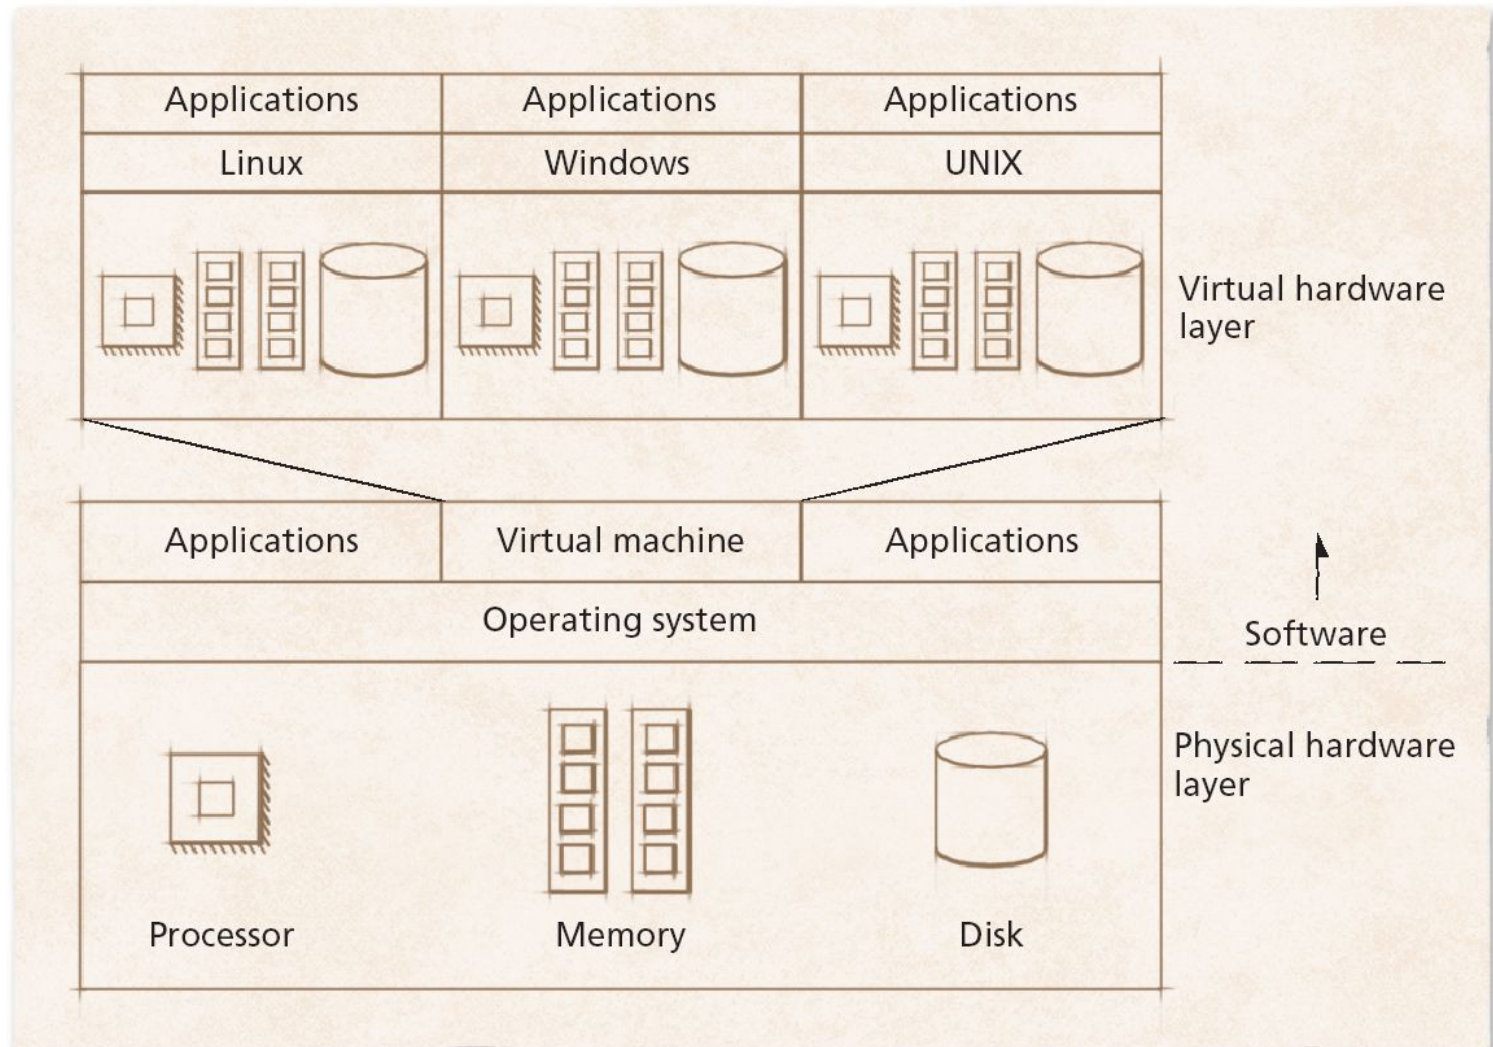 Applications Applications Applications
Linux Windows UNIX
Virtual hardware
layer
Applications Virtual machine Applications
Operating system
Software
Physical hardware
layer
Processor Memory Disk